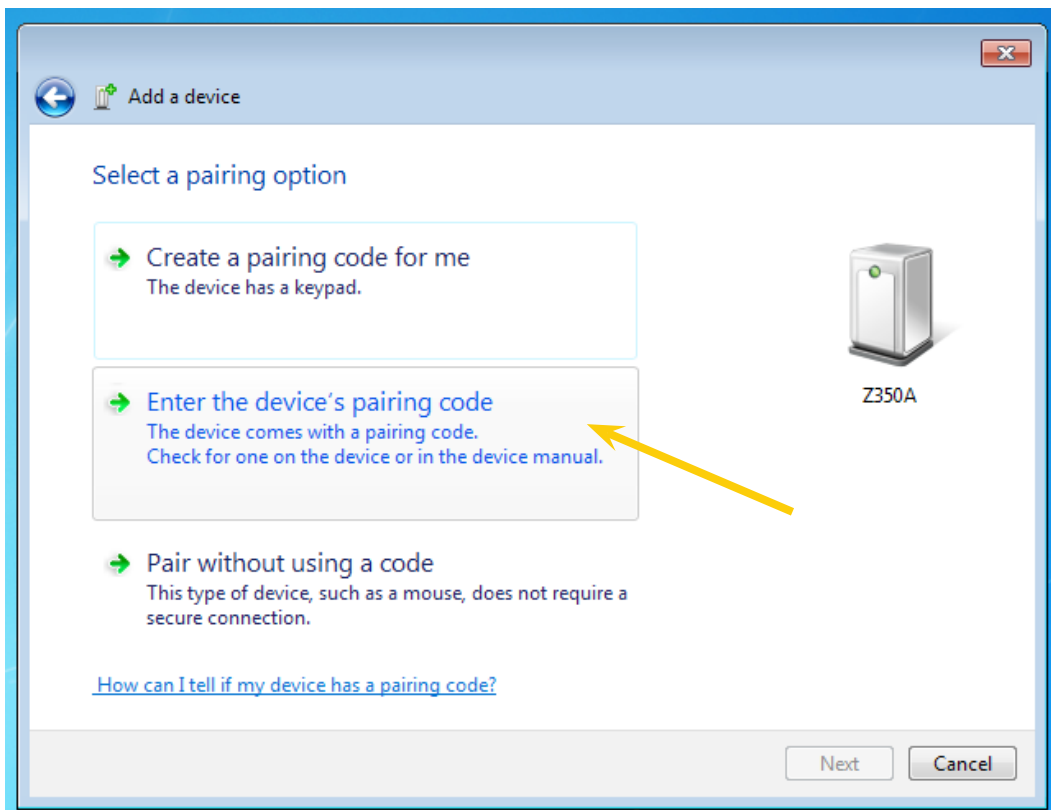 Add a device
Select a pairing option
Create a pairing code for me
The device has a keypad.
Enter the device's pairing code
The device comes with a pairing code.
Check for one on the device or in the device manual.
Z350A
Pair without using a code
This type of device, such as a mouse, does not require a
secure connection.
How can I tell if my device has a pairing code?
Next
Cancel